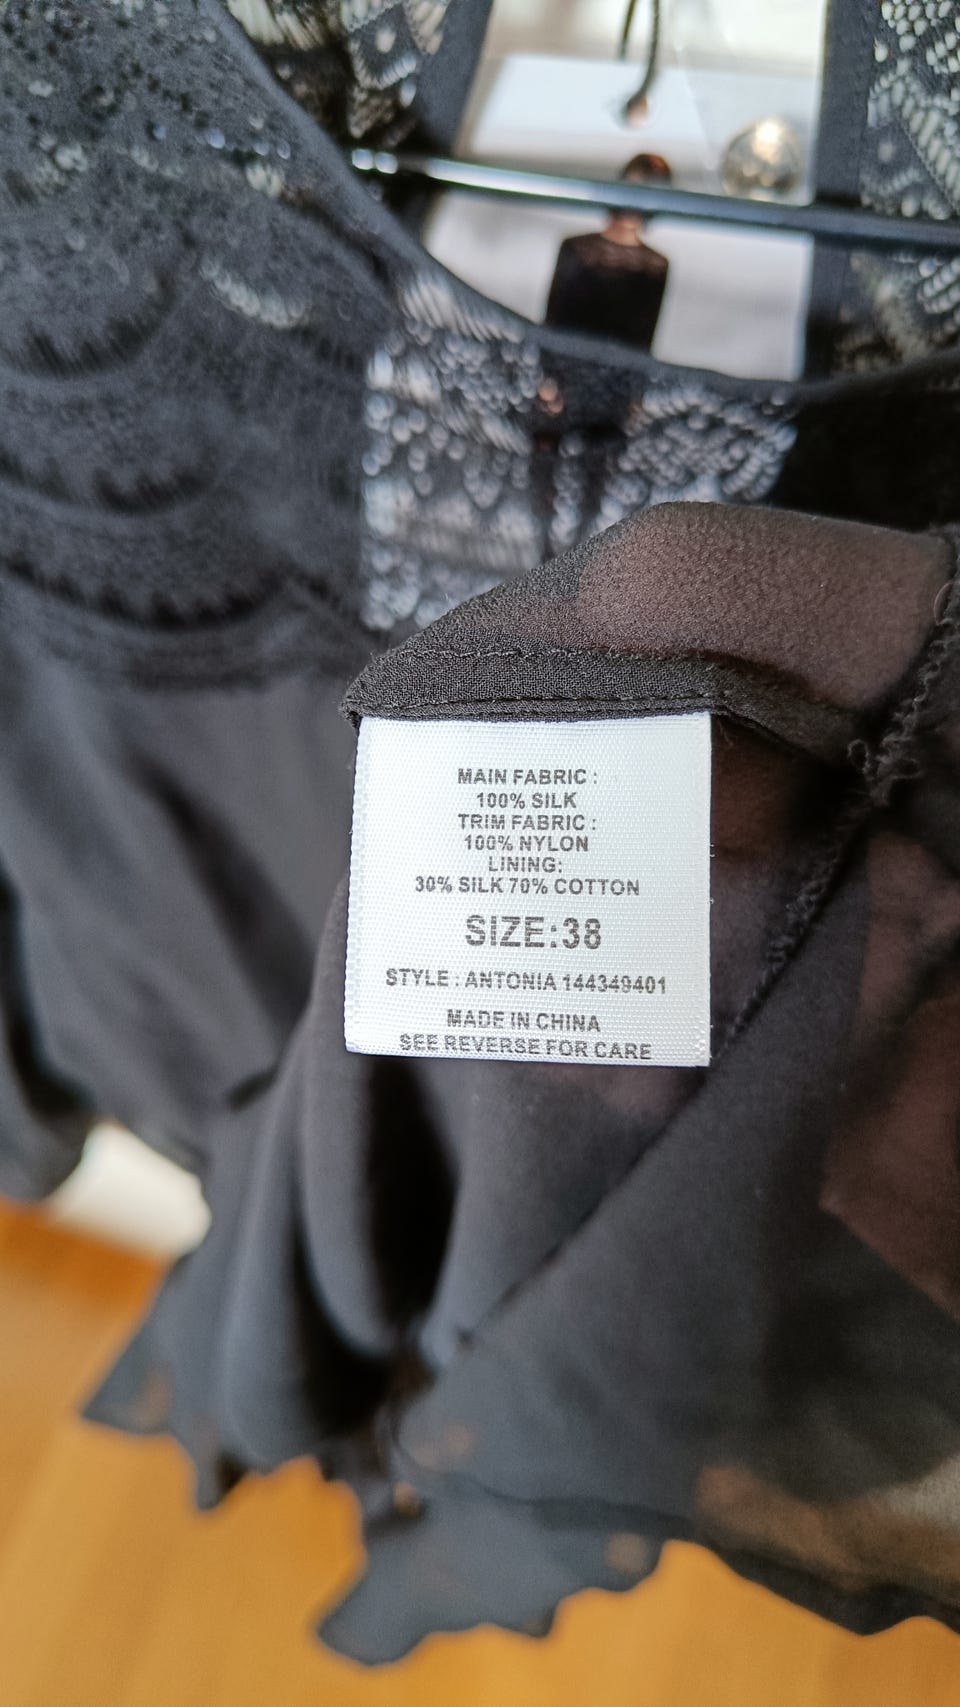 MAIN FABRIC :
100% SILK
TRIM FABRIC :
100% NYLON
LINING:
30% SILK 70% COTTON
SIZE:38
STYLE : ANTONIA 144349401
MADE IN CHINA
SEE REVERSE FOR CARE